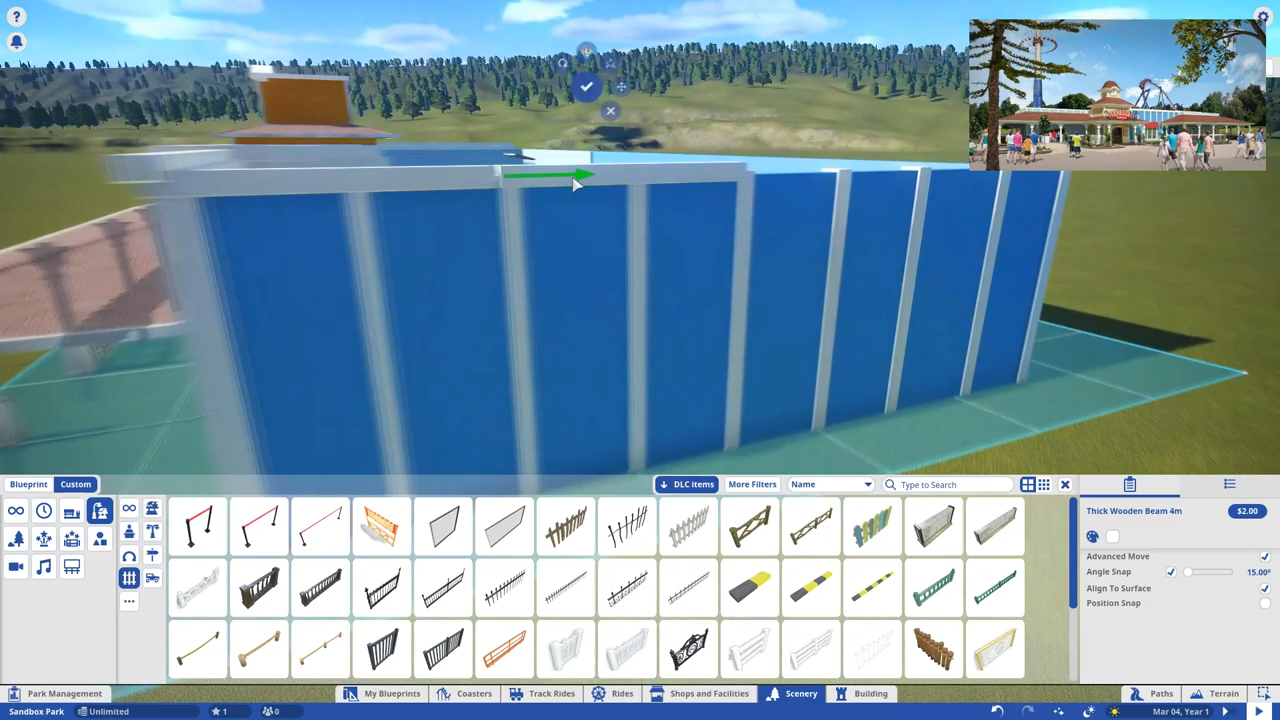 ?
Blueprint Custom
DLC items More Filters Name Type to Search
Thick Wooden Beam 4m $2.00
Advanced Move
Angle Snap 15.00°
Align To Surface
Position Snap
Park Management My Blueprints Coasters Track Rides Rides Shops and Facilities Scenery Building Paths Terrain
Sandbox Park Unlimited 1 0 Mar 04, Year 1